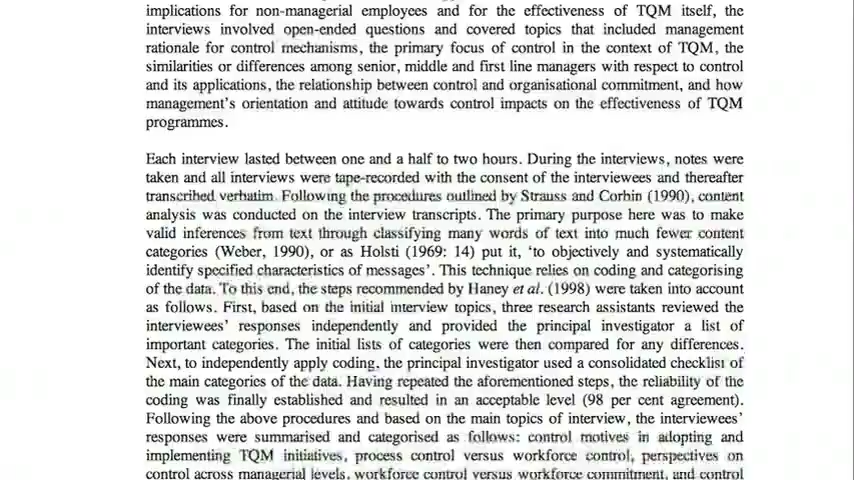 implications for non-managerial employees and for the effectiveness of TQM itself, the
interviews involved open-ended questions and covered topics that included management
rationale for control mechanisms, the primary focus of control in the context of TQM, the
similarities or differences among senior, middle and first line managers with respect to control
and its applications, the relationship between control and organisational commitment, and how
management's orientation and attitude towards control impacts on the effectiveness of TQM
programmes.
Each interview lasted between one and a half to two hours. During the interviews, notes were
taken and all interviews were tape-recorded with the consent of the interviewees and thereafter
transcribed verbatim. Following the procedures outlined by Strauss and Corbin (1990), content
analysis was conducted on the interview transcripts. The primary purpose here was to make
valid inferences from text through classifying many words of text into much fewer content
categories (Weber, 1990), or as Holsti (1969: 14) put it, 'to objectively and systematically
identify specified characteristics of messages'. This technique relies on coding and categorising
of the data. To this end, the steps recommended by Haney et al. (1998) were taken into account
as follows. First, based on the initial interview topics, three research assistants reviewed the
interviewees' responses independently and provided the principal investigator a list of
important categories. The initial lists of categories were then compared for any differences.
Next, to independently apply coding, the principal investigator used a consolidated checklist of
the main categories of the data. Having repeated the aforementioned steps, the reliability of the
coding was finally established and resulted in an acceptable level (98 per cent agreement).
Following the above procedures and based on the main topics of interview, the interviewees'
responses were summarised and categorised as follows: control motives in adopting and
implementing TQM initiatives, process control versus workforce control, perspectives on
control across managerial levels, workforce control versus workforce commitment, and control